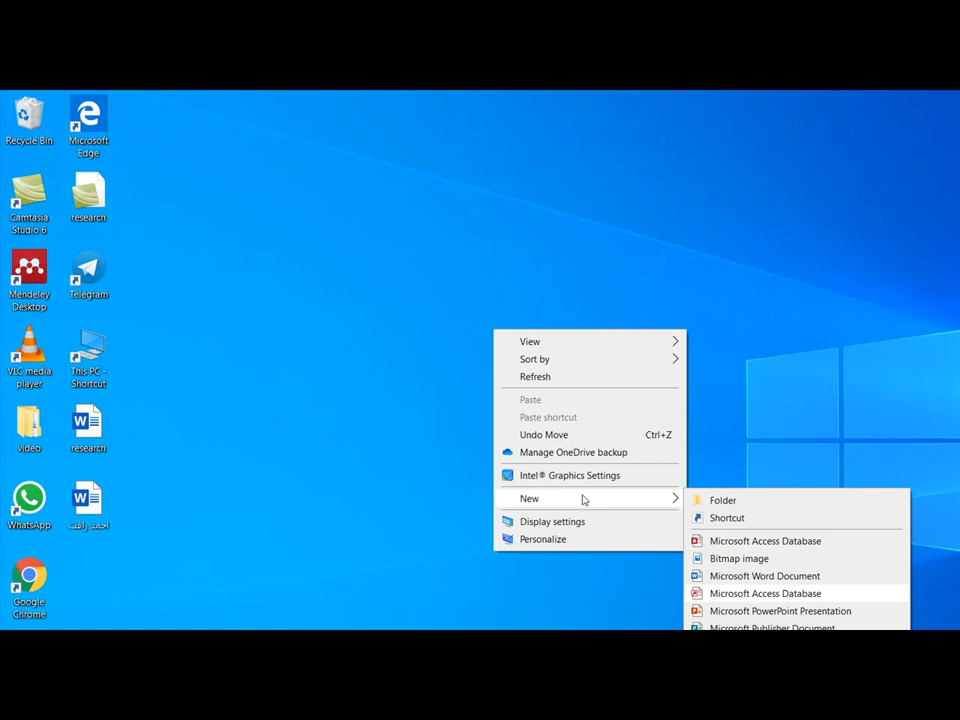 Recycle Bin
Microsoft
Edge
Camtasia
Studio 6
research
Mendeley
Desktop
Telegram
VLC media
player
This PC -
Shortcut
video
research
WhatsApp
احمد رافت
Google
Chrome
View
Sort by
Refresh
Paste
Paste shortcut
Undo Move Ctrl+Z
Manage OneDrive backup
Intel® Graphics Settings
New
Display settings
Personalize
Folder
Shortcut
Microsoft Access Database
Bitmap image
Microsoft Word Document
Microsoft Access Database
Microsoft PowerPoint Presentation
Microsoft Publisher Document